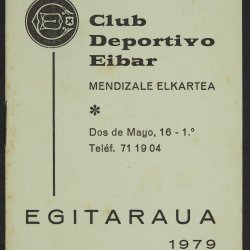 Club
Deportivo
Eibar
MENDIZALE ELKARTEA
*
Dos de Mayo, 16 - 1.º
Teléf. 71 19 04
EGITARAUA
1979